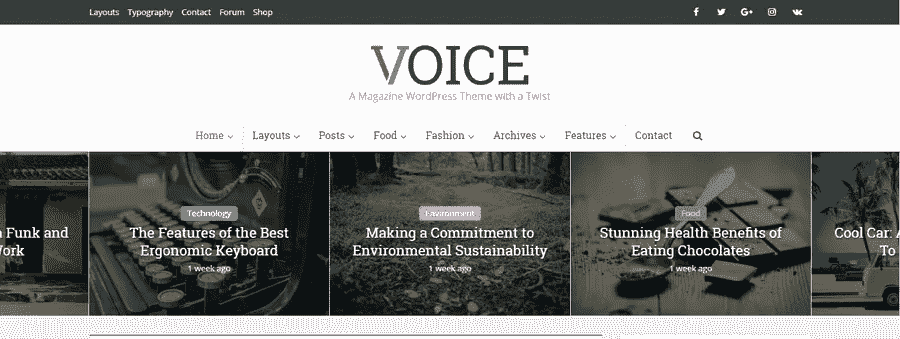 Layouts Typography Contact Forum Shop
VOICE
A Magazine WordPress Theme with a Twist
Home Layouts Posts Food Fashion Archives Features Contact
Funk and
Technology
The Features of the Best
Ergonomic Keyboard
1 week ago
Environment
Making a Commitment to
Environmental Sustainability
1 week ago
Food
Stunning Health Benefits of
Eating Chocolates
1 week ago
Cool Car:
To